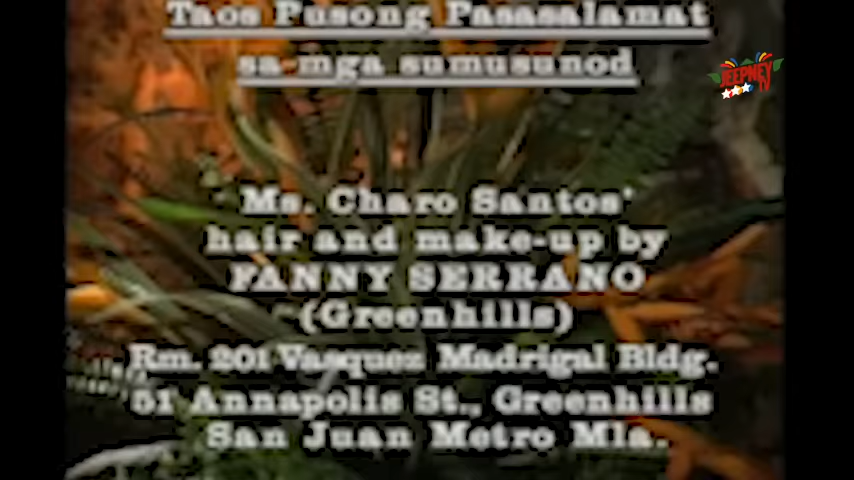 Taos Pusong Pasasalamat
sa mga sumusunod
JEEPNEY
TV
Ms. Charo Santos'
hair and make-up by
FANNY SERRANO
(Greenhills)
Rm. 201 Vasquez Madrigal Bldg.
51 Annapolis St., Greenhills
San Juan Metro Mla.